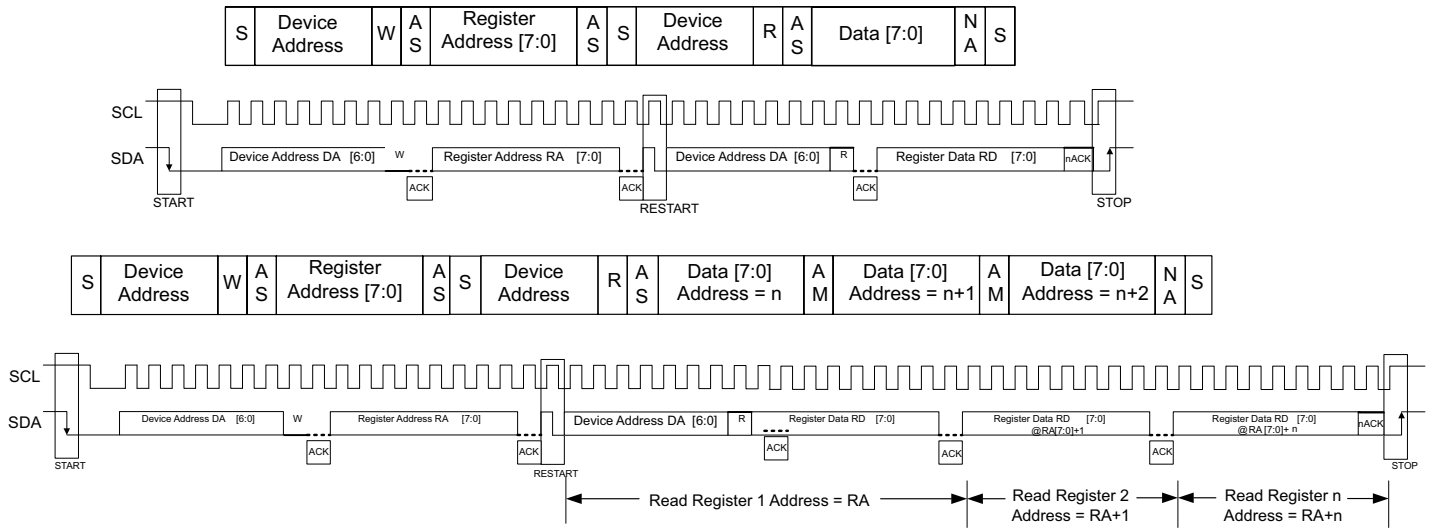 S Device Address W A S Register Address [7:0] A S S Device Address R A S Data [7:0] N A S
SCL
SDA Device Address DA [6:0] W Register Address RA [7:0] Device Address DA [6:0] R Register Data RD [7:0] nACK
ACK ACK ACK
START RESTART STOP
S Device Address W A S Register Address [7:0] A S S Device Address R A S Data [7:0] Address = n A M Data [7:0] Address = n+1 A M Data [7:0] Address = n+2 N A S
SCL
SDA Device Address DA [6:0] W Register Address RA [7:0] Device Address DA [6:0] R Register Data RD [7:0] Register Data RD [7:0] @RA[7:0]+1 Register Data RD [7:0] @RA [7:0]+ n nACK
ACK ACK ACK ACK ACK
START RESTART STOP
Read Register 1 Address = RA
Read Register 2
Address = RA+1
Read Register n
Address = RA+n